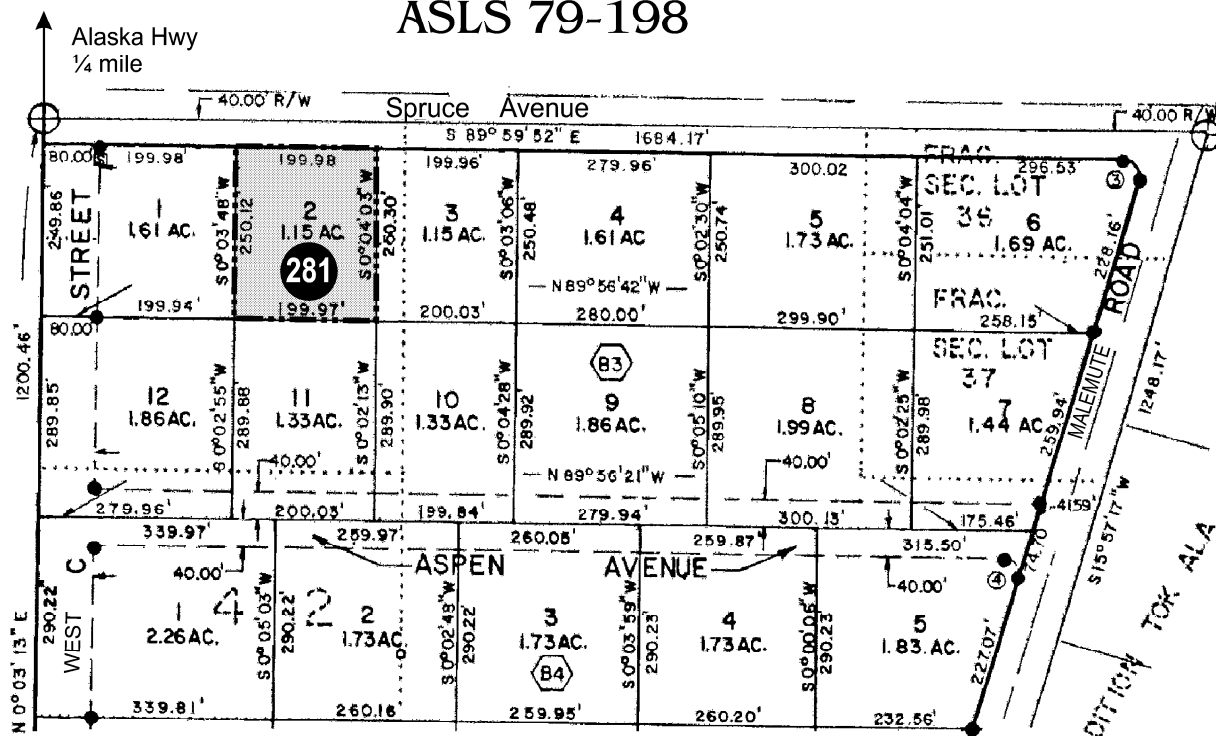 ASLS 79-198
Alaska Hwy
¼ mile
40.00' R/W
Spruce Avenue
40.00 R/W
S 89° 59' 52" E 1684.17'
80.00'
199.98'
199.98
199.96'
279.96'
300.02
296.53'
FRAC.
SEC. LOT
36
249.86'
STREET
1
1.61 AC.
S 0° 03' 48" W
250.12
2
1.15 AC.
281
S 0° 04' 03" W
250.30'
3
1.15 AC.
S 0° 03' 06" W
250.48'
4
1.61 AC
N 89° 56' 42" W
S 0° 02' 30" W
250.74'
5
1.73 AC.
S 0° 04' 04" W
251.01'
6
1.69 AC.
3
228.16'
ROAD
199.94'
199.97'
200.03'
280.00'
299.90'
258.15'
FRAC.
SEC. LOT
37
80.00'
1200.46'
289.85'
12
1.86 AC.
S 0° 02' 55" W
289.88'
11
1.33 AC.
S 0° 02' 13" W
289.90'
10
1.33 AC.
S 0° 04' 28" W
289.92'
B3
9
1.86 AC.
N 89° 56' 21" W
S 0° 05' 10" W
289.95'
8
1.99 AC.
S 0° 02' 25" W
289.98'
7
1.44 AC.
259.94'
MALEMUTE
1248.17'
40.00'
40.00'
279.96'
200.03'
199.84'
279.94'
300.13'
175.46'
41.59'
339.97'
259.97'
260.05'
259.87'
315.50'
74.70'
S 15° 57' 17" W
ASPEN AVENUE
40.00'
40.00'
4
N 0° 03' 13" E
290.22'
WEST C
1
2.26 AC.
4 2
S 0° 05' 03" W
290.22'
2
1.73 AC.
S 0° 02' 48" W
290.22'
3
1.73 AC.
B4
S 0° 03' 59" W
290.23'
4
1.73 AC.
S 0° 00' 06" W
290.23'
5
1.83 AC.
227.07'
TOK ALA
DITION
339.81'
260.16'
259.95'
260.20'
232.56'